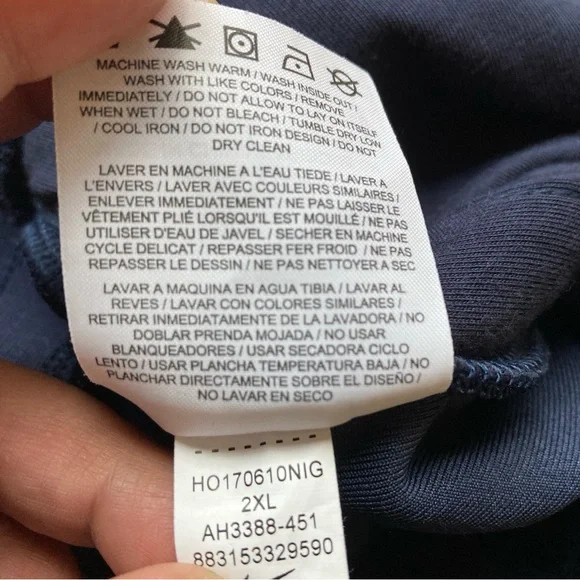 MACHINE WASH WARM / WASH INSIDE OUT /
WASH WITH LIKE COLORS / REMOVE
IMMEDIATELY / DO NOT ALLOW TO LAY ON ITSELF
WHEN WET / DO NOT BLEACH / TUMBLE DRY LOW
/ COOL IRON / DO NOT IRON DESIGN / DO NOT
DRY CLEAN
LAVER EN MACHINE A L'EAU TIEDE / LAVER A
L'ENVERS / LAVER AVEC COULEURS SIMILAIRES /
ENLEVER IMMEDIATEMENT / NE PAS LAISSER LE
VÊTEMENT PLIÉ LORSQU'IL EST MOUILLÉ / NE PAS
UTILISER D'EAU DE JAVEL / SECHER EN MACHINE
CYCLE DELICAT / REPASSER FER FROID / NE PAS
REPASSER LE DESSIN / NE PAS NETTOYER A SEC
LAVAR A MAQUINA EN AGUA TIBIA / LAVAR AL
REVES / LAVAR CON COLORES SIMILARES /
RETIRAR INMEDIATAMENTE DE LA LAVADORA / NO
DOBLAR PRENDA MOJADA / NO USAR
BLANQUEADORES / USAR SECADORA CICLO
LENTO / USAR PLANCHA TEMPERATURA BAJA / NO
PLANCHAR DIRECTAMENTE SOBRE EL DISEÑO /
NO LAVAR EN SECO
HO170610NIG
2XL
AH3388-451
883153329590